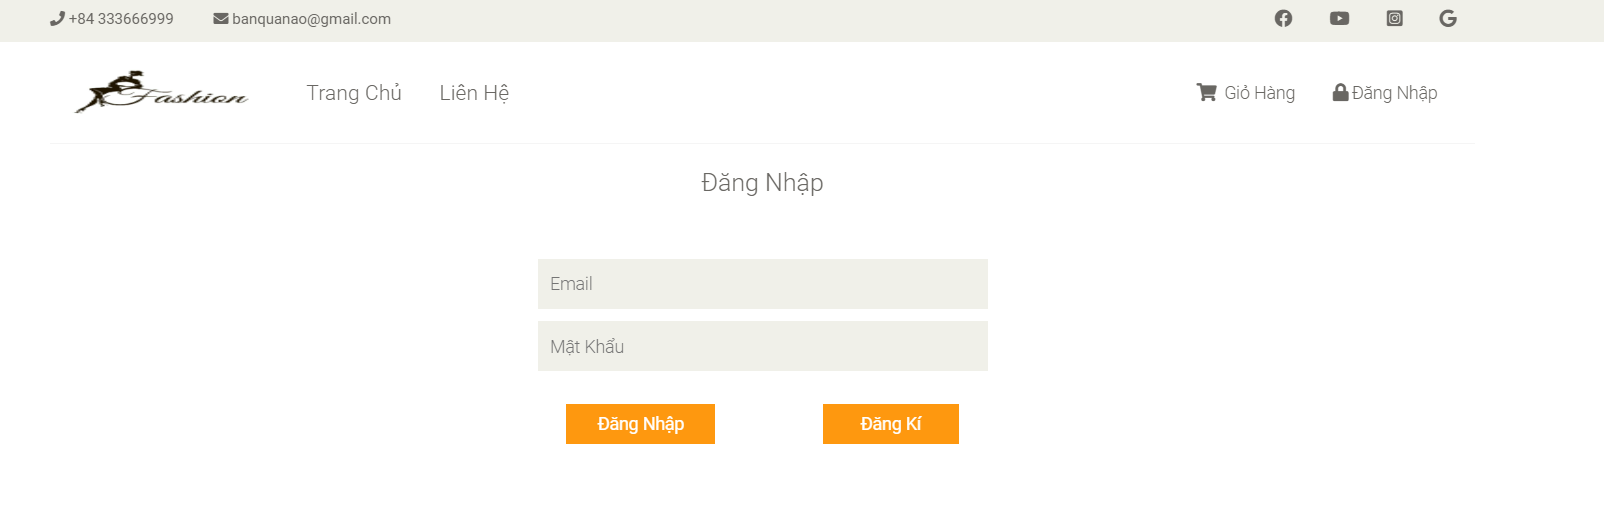 +84 333666999 banquanao@gmail.com
Fashion Trang Chủ Liên Hệ Giỏ Hàng Đăng Nhập
Đăng Nhập
Email
Mật Khẩu
Đăng Nhập Đăng Kí